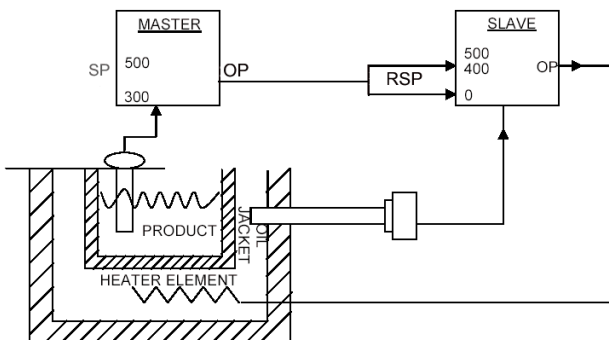 MASTER
SP 500 OP
300
SLAVE
500
400 OP
RSP
0
PRODUCT
OIL
JACKET
HEATER ELEMENT